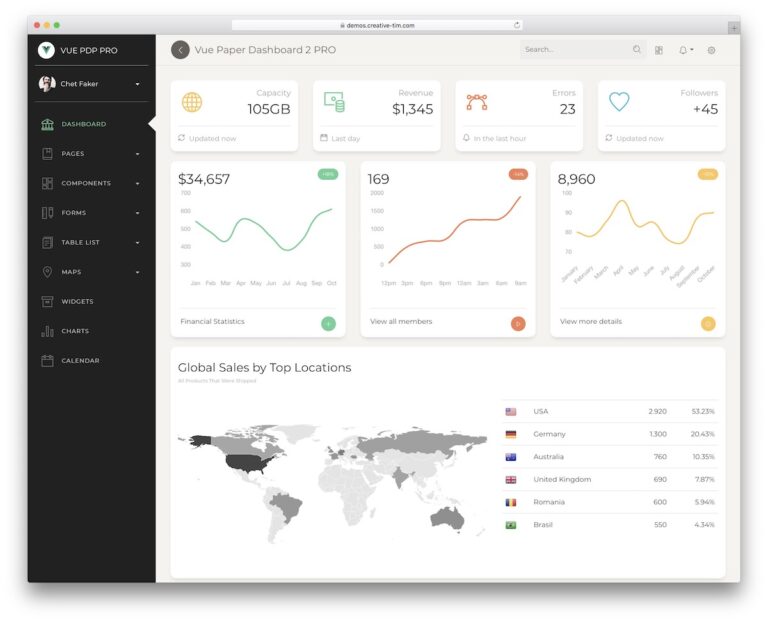 demos.creative-tim.com
VUE PDP PRO
Chet Faker
DASHBOARD
PAGES
COMPONENTS
FORMS
TABLE LIST
MAPS
WIDGETS
CHARTS
CALENDAR
Vue Paper Dashboard 2 PRO
Search...
Capacity
105GB
Updated now
Revenue
$1,345
Last day
Errors
23
In the last hour
Followers
+45
Updated now
$34,657
700
600
500
400
300
Jan Feb Mar Apr May Jun Jul Aug Sep Oct
Financial Statistics
169
2000
1500
1000
500
0
12pm 3pm 6pm 9pm 12am 3am 6am 9am
View all members
8,960
100
90
80
70
January February March April May June July August September October
View more details
Global Sales by Top Locations
All Products That Were Shipped
USA 2.920 53.23%
Germany 1.300 20.43%
Australia 760 10.35%
United Kingdom 690 7.87%
Romania 600 5.94%
Brasil 550 4.34%